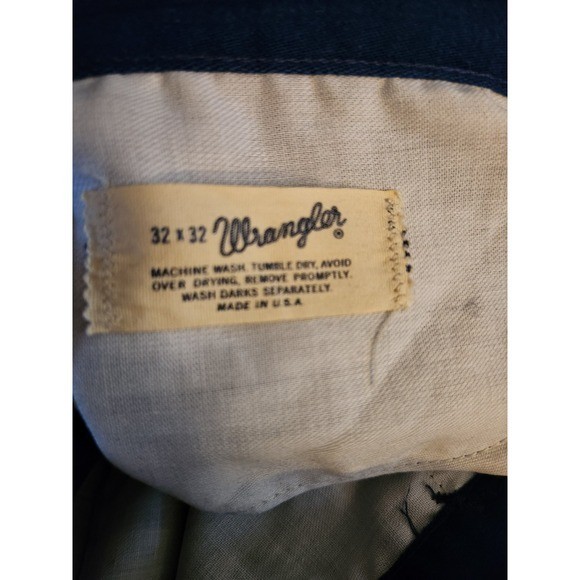 32 x 32 Wrangler ®
MACHINE WASH. TUMBLE DRY, AVOID
OVER DRYING, REMOVE PROMPTLY.
WASH DARKS SEPARATELY.
MADE IN U.S.A.